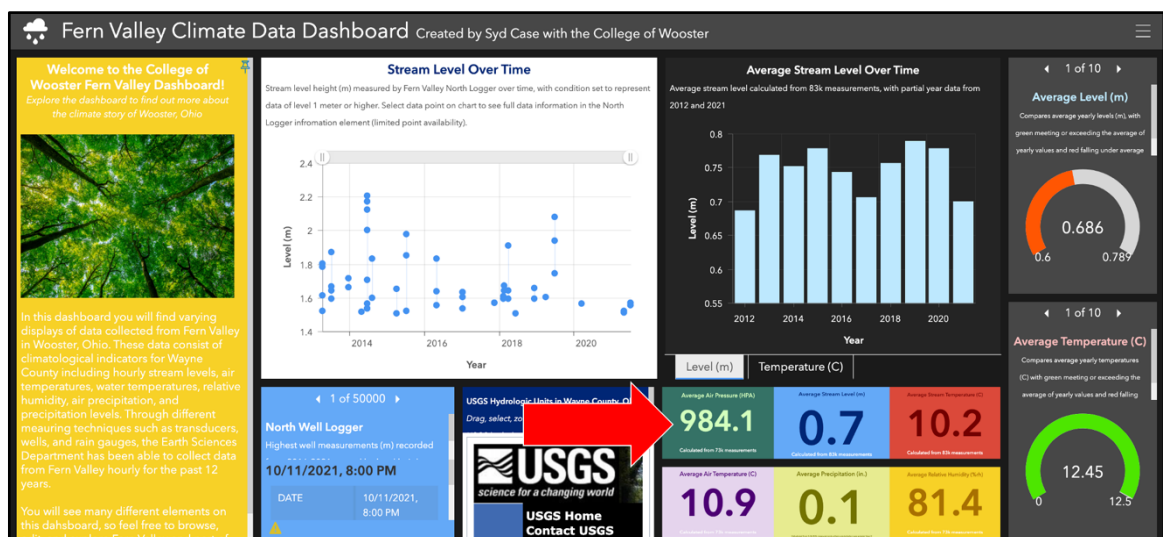 Fern Valley Climate Data Dashboard Created by Syd Case with the College of Wooster
Welcome to the College of
Wooster Fern Valley Dashboard!
Explore the dashboard to find out more about
the climate story of Wooster, Ohio
In this dashboard you will find varying
displays of data collected from Fern Valley
in Wooster, Ohio. These data consist of
climatological indicators for Wayne
County including hourly stream levels, air
temperatures, water temperatures, relative
humidity, air precipitation, and
precipitation levels. Through different
measuring techniques such as transducers,
wells, and rain gauges, the Earth Sciences
Department has been able to collect data
from Fern Valley hourly for the past 12
years.
You will see many different elements on
this dahsboard, so feel free to browse,
Stream Level Over Time
Stream level height (m) measured by Fern Valley North Logger over time, with condition set to represent
data of level 1 meter or higher. Select data point on chart to see full data information in the North
Logger infromation element (limited point availability).
2.4
2.2
2
1.8
1.6
1.4
Level (m)
2014
2016
2018
2020
Year
Average Stream Level Over Time
Average stream level calculated from 83k measurements, with partial year data from
2012 and 2021
0.8
0.75
0.7
0.65
0.6
0.55
Level (m)
2012
2014
2016
2018
2020
Year
Level (m)
Temperature (C)
1 of 10
Average Level (m)
Compares average yearly levels (m), with
green meeting or exceeding the average of
yearly values and red falling under average
0.686
0.6
0.789
1 of 10
Average Temperature (C)
Compares average yearly temperatures
(C) with green meeting or exceeding the
average of yearly values and red falling
12.45
0
12.5
1 of 50000
North Well Logger
Highest well measurements (m) recorded
10/11/2021, 8:00 PM
DATE
10/11/2021,
8:00 PM
USGS Hydrologic Units in Wayne County, O
Drag, select, zo
USGS
science for a changing world
USGS Home
Contact USGS
Average Air Pressure (HPA)
984.1
Calculated from 73k measurements
Average Stream Level (m)
0.7
Calculated from 83k measurements
Average Stream Temperature (C)
10.2
Calculated from 83k measurements
Average Air Temperature (C)
10.9
Average Precipitation (in.)
0.1
Average Relative Humidity (%rh)
81.4